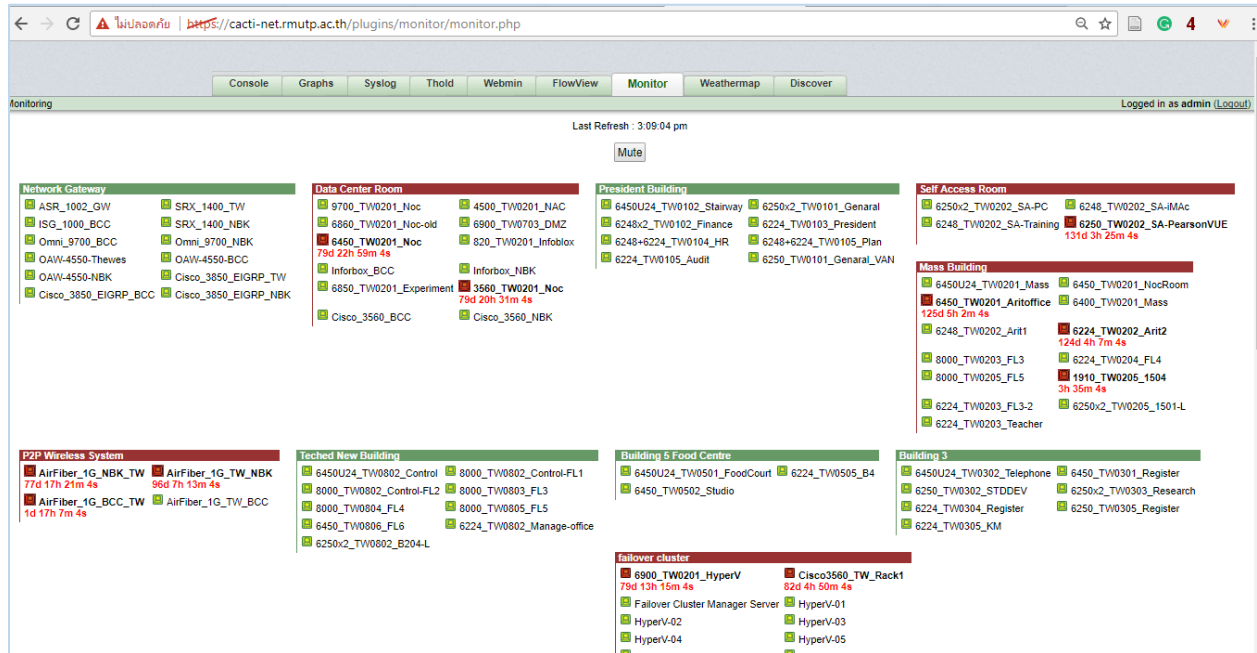 ไม่ปลอดภัย | https://cacti-net.rmutp.ac.th/plugins/monitor/monitor.php
4
Console Graphs Syslog Thold Webmin FlowView Monitor Weathermap Discover
Monitoring Logged in as admin (Logout)
Last Refresh : 3:09:04 pm
Mute
Network Gateway
ASR_1002_GW SRX_1400_TW
ISG_1000_BCC SRX_1400_NBK
Omni_9700_BCC Omni_9700_NBK
OAW-4550-Thewes OAW-4550-BCC
OAW-4550-NBK Cisco_3850_EIGRP_TW
Cisco_3850_EIGRP_BCC Cisco_3850_EIGRP_NBK
Data Center Room
9700_TW0201_Noc 4500_TW0201_NAC
6860_TW0201_Noc-old 6900_TW0703_DMZ
6450_TW0201_Noc 820_TW0201_Infoblox
79d 22h 59m 4s
Inforbox_BCC Inforbox_NBK
6850_TW0201_Experiment 3560_TW0201_Noc
79d 20h 31m 4s
Cisco_3560_BCC Cisco_3560_NBK
President Building
6450U24_TW0102_Stairway 6250x2_TW0101_Genaral
6248x2_TW0102_Finance 6224_TW0103_President
6248+6224_TW0104_HR 6248+6224_TW0105_Plan
6224_TW0105_Audit 6250_TW0101_Genaral_VAN
Self Access Room
6250x2_TW0202_SA-PC 6248_TW0202_SA-iMAc
6248_TW0202_SA-Training 6250_TW0202_SA-PearsonVUE
131d 3h 25m 4s
Mass Building
6450U24_TW0201_Mass 6450_TW0201_NocRoom
6450_TW0201_Aritoffice 6400_TW0201_Mass
125d 5h 2m 4s
6248_TW0202_Arit1 6224_TW0202_Arit2
124d 4h 7m 4s
8000_TW0203_FL3 6224_TW0204_FL4
8000_TW0205_FL5 1910_TW0205_1504
3h 35m 4s
6224_TW0203_FL3-2 6250x2_TW0205_1501-L
6224_TW0203_Teacher
P2P Wireless System
AirFiber_1G_NBK_TW AirFiber_1G_TW_NBK
77d 17h 21m 4s 96d 7h 13m 4s
AirFiber_1G_BCC_TW AirFiber_1G_TW_BCC
1d 17h 7m 4s
Teched New Building
6450U24_TW0802_Control 8000_TW0802_Control-FL1
8000_TW0802_Control-FL2 8000_TW0803_FL3
8000_TW0804_FL4 8000_TW0805_FL5
6450_TW0806_FL6 6224_TW0802_Manage-office
6250x2_TW0802_B204-L
Building 5 Food Centre
6450U24_TW0501_FoodCourt 6224_TW0505_B4
6450_TW0502_Studio
Building 3
6450U24_TW0302_Telephone 6450_TW0301_Register
6250_TW0302_STDDEV 6250x2_TW0303_Research
6224_TW0304_Register 6250_TW0305_Register
6224_TW0305_KM
failover cluster
6900_TW0201_HyperV Cisco3560_TW_Rack1
79d 13h 15m 4s 82d 4h 50m 4s
Failover Cluster Manager Server HyperV-01
HyperV-02 HyperV-03
HyperV-04 HyperV-05